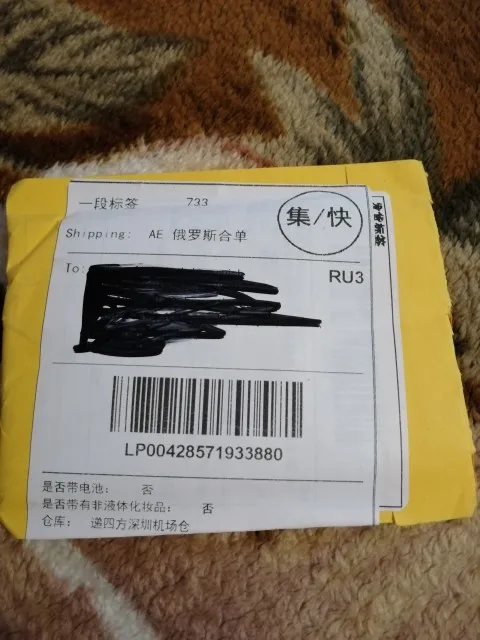 一段标签 733
集/快
Shipping: AE 俄罗斯合单
To:
RU3
LP00428571933880
是否带电池: 否
是否带有非液体化妆品: 否
仓库: 递四方深圳机场仓